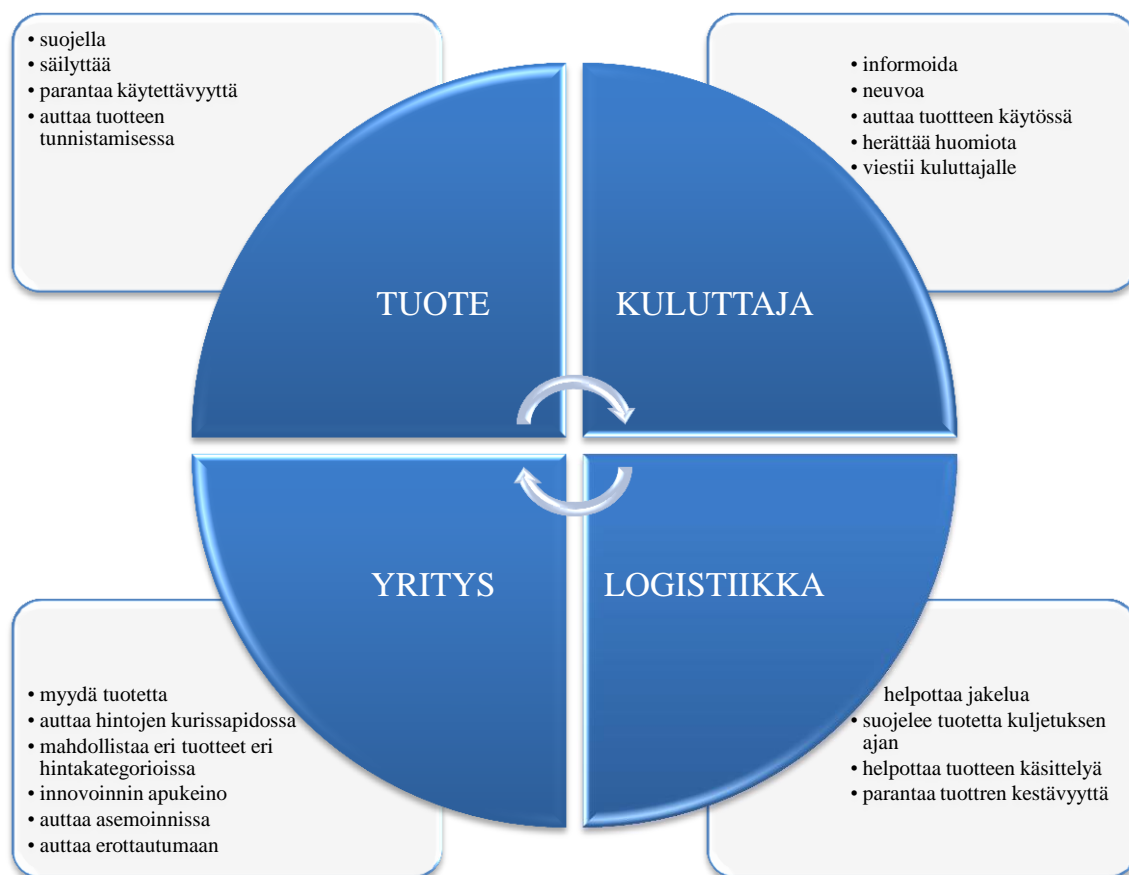 • suojella
• säilyttää
• parantaa käytettävyyttä
• auttaa tuotteen
tunnistamisessa
• informoida
• neuvoa
• auttaa tuottteen käytössä
• herättää huomiota
• viestii kuluttajalle
TUOTE
KULUTTAJA
YRITYS
LOGISTIIKKA
• myydä tuotetta
• auttaa hintojen kurissapidossa
• mahdollistaa eri tuotteet eri
hintakategorioissa
• innovoinnin apukeino
• auttaa asemoinnissa
• auttaa erottautumaan
helpottaa jakelua
• suojelee tuotetta kuljetuksen
ajan
• helpottaa tuotteen käsittelyä
• parantaa tuottren kestävyyttä